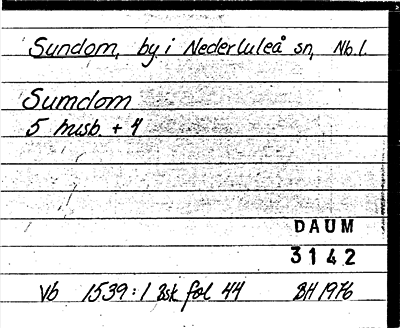 Sundom, by i Nederluleå sn, Nb.l.
Sumdom
5 husb. + 4
DAUM
3142
Vb 1539:1 Bsk fol 44 BH 1976